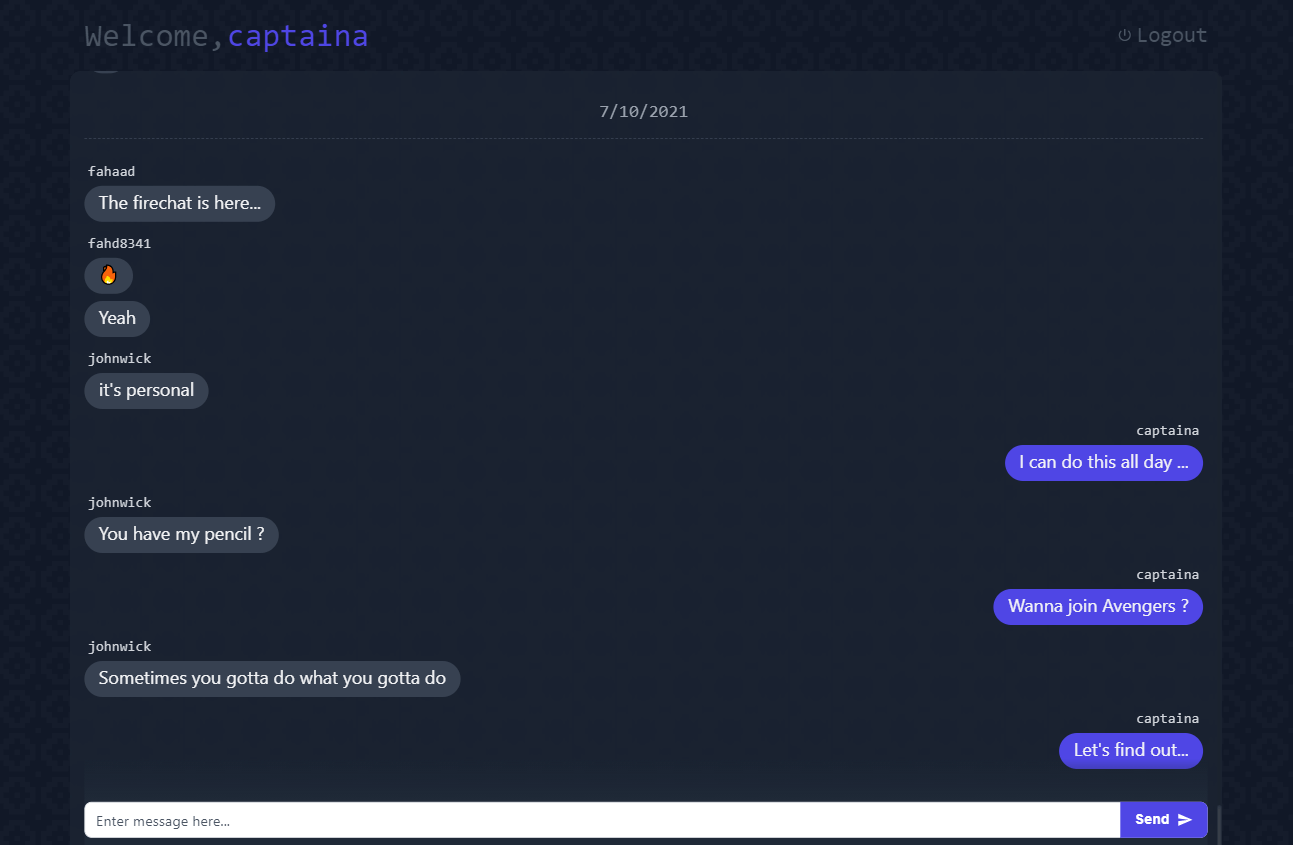 Welcome,captaina
Logout
7/10/2021
fahaad
The firechat is here...
fahd8341
🔥
Yeah
johnwick
it's personal
captaina
I can do this all day ...
johnwick
You have my pencil ?
captaina
Wanna join Avengers ?
johnwick
Sometimes you gotta do what you gotta do
captaina
Let's find out...
Enter message here...
Send